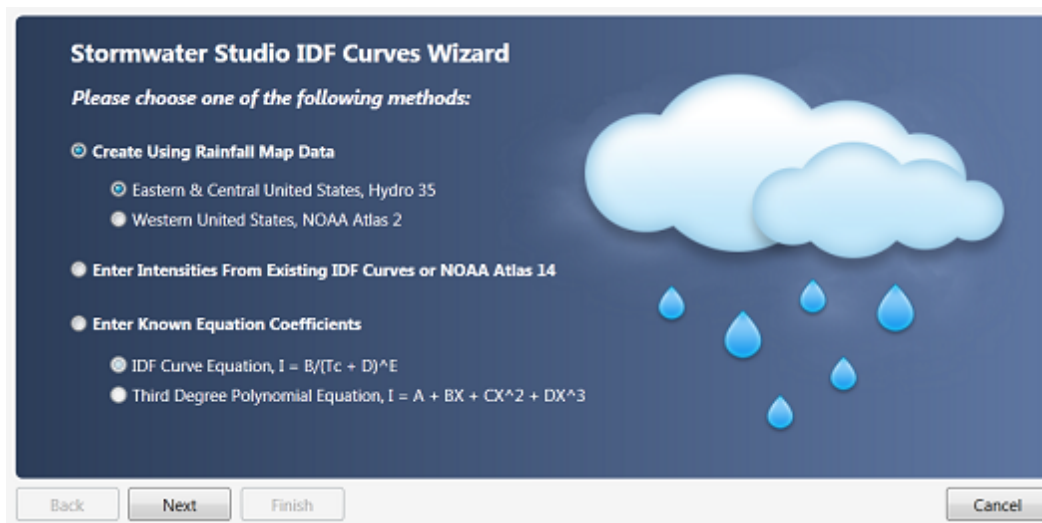 Stormwater Studio IDF Curves Wizard
Please choose one of the following methods:
Create Using Rainfall Map Data
Eastern & Central United States, Hydro 35
Western United States, NOAA Atlas 2
Enter Intensities From Existing IDF Curves or NOAA Atlas 14
Enter Known Equation Coefficients
IDF Curve Equation, I = B/(Tc + D)^E
Third Degree Polynomial Equation, I = A + BX + CX^2 + DX^3
Back Next Finish Cancel